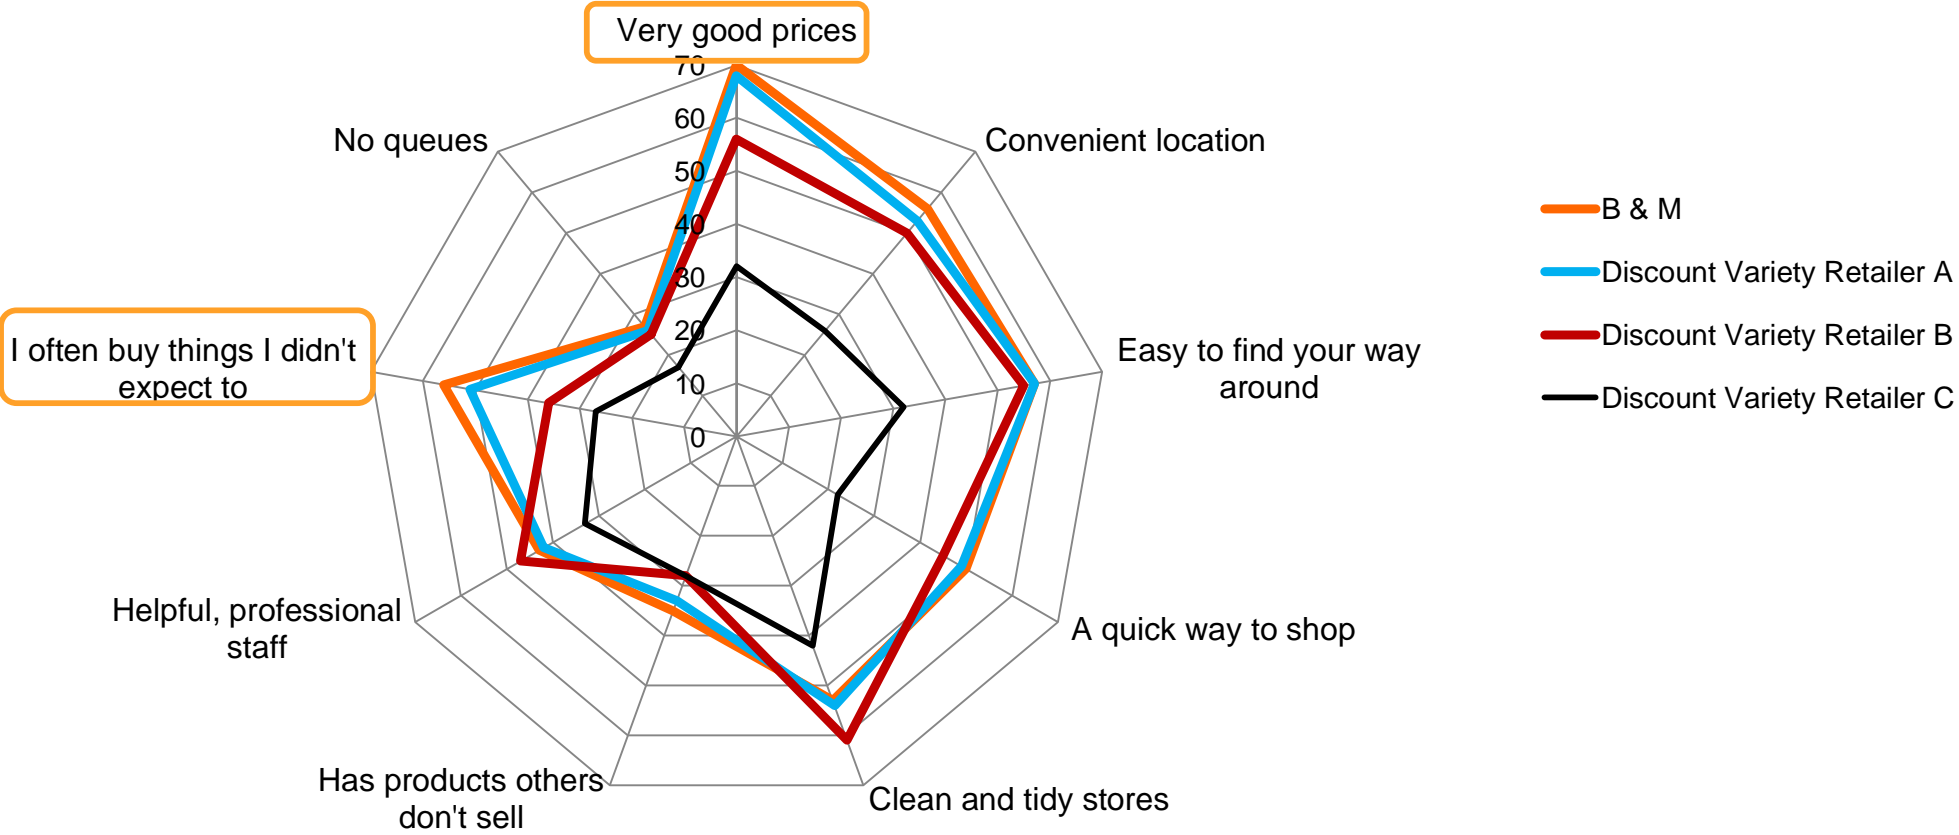 Very good prices
70
60
50
40
30
20
10
0
No queues
Convenient location
I often buy things I didn't
expect to
Easy to find your way
around
Helpful, professional
staff
A quick way to shop
Has products others
don't sell
Clean and tidy stores
B & M
Discount Variety Retailer A
Discount Variety Retailer B
Discount Variety Retailer C